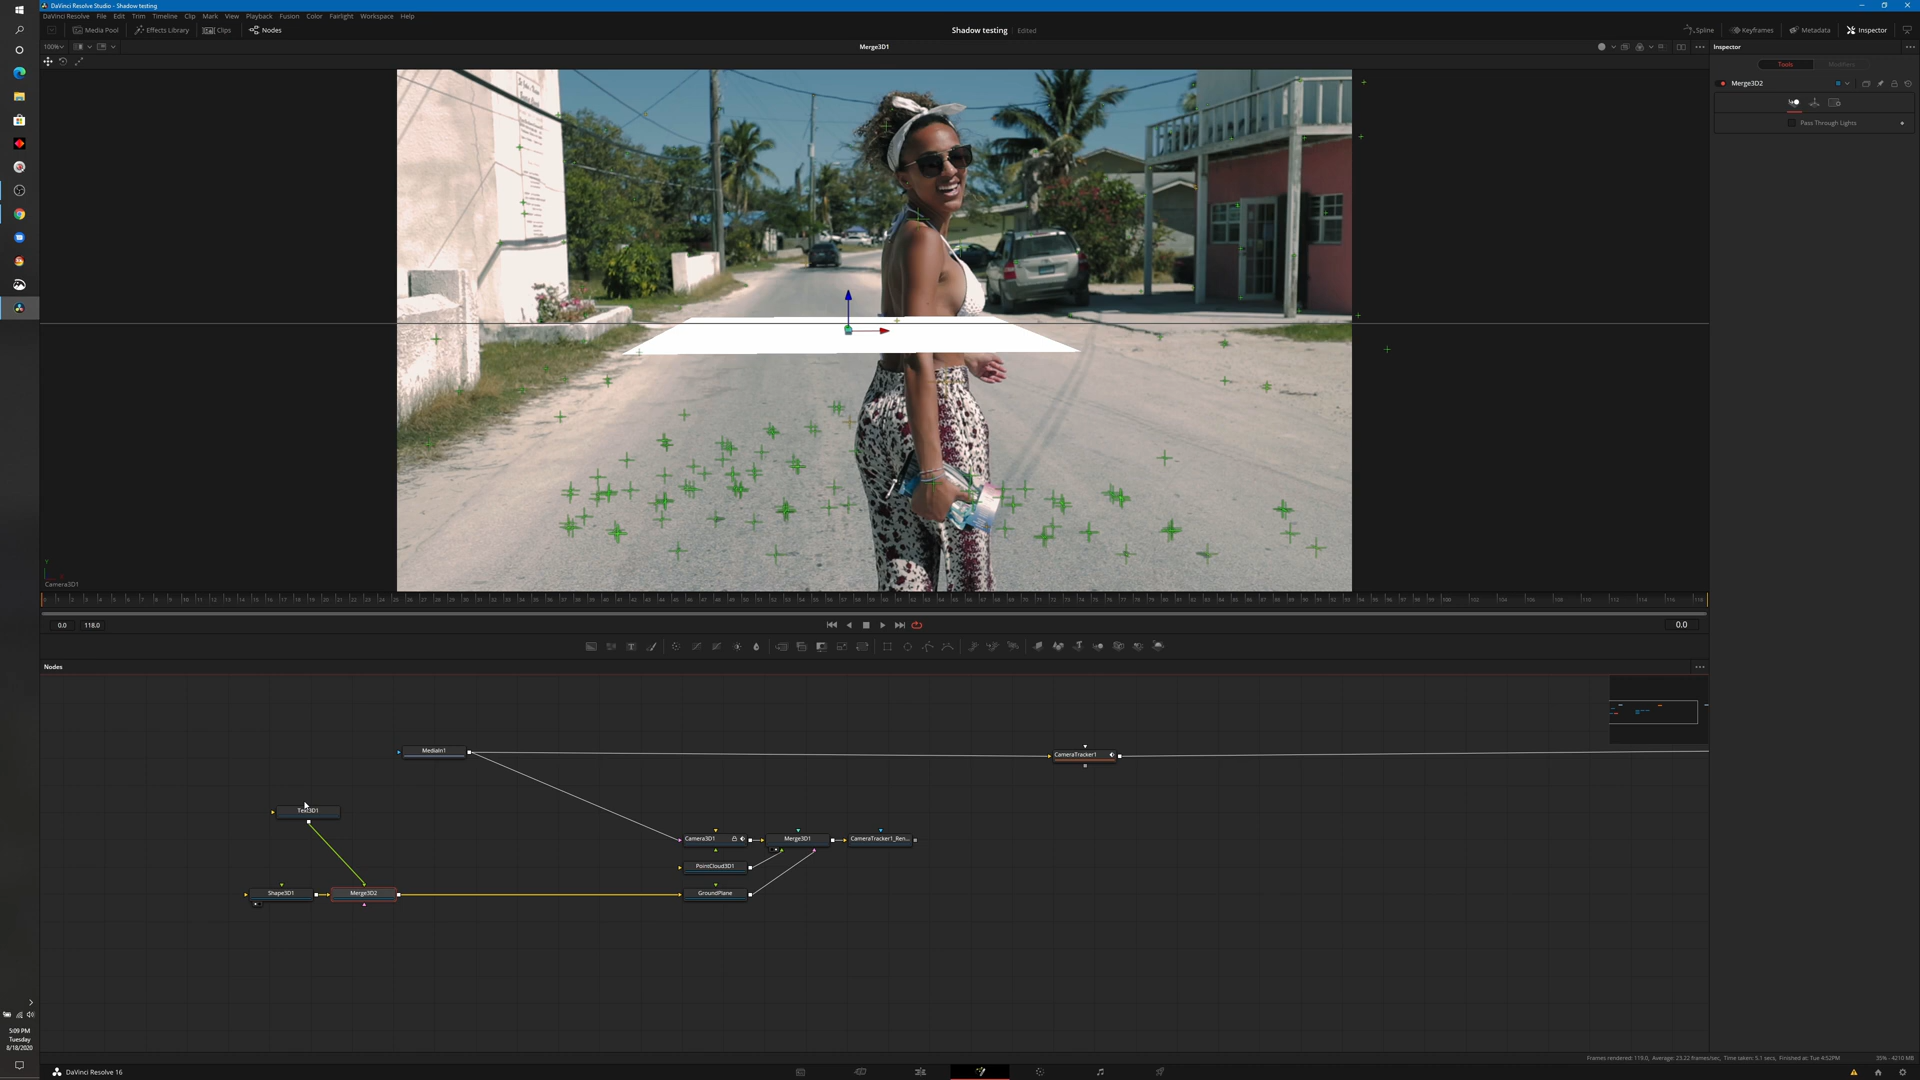 DaVinci Resolve Studio - Shadow testing
DaVinci Resolve File Edit Trim Timeline Clip Mark View Playback Fusion Color Fairlight Workspace Help
Media Pool Effects Library Clips Nodes
Shadow testing Edited
Spline Keyframes Metadata Inspector
100%
Merge3D1
Inspector
Tools Modifiers
Merge3D2
Pass Through Lights
Camera3D1
0.0 118.0
0.0
Nodes
MediaIn1
CameraTracker1
Text3D1
Camera3D1
Merge3D1
CameraTracker1_Ren...
PointCloud3D1
Shape3D1
Merge3D2
GroundPlane
5:09 PM
Tuesday
8/18/2020
Frames rendered: 119.0, Average: 23.22 frames/sec, Time taken: 5.1 secs, Finished at: Tue 4:52PM
35% - 4210 MB
DaVinci Resolve 16